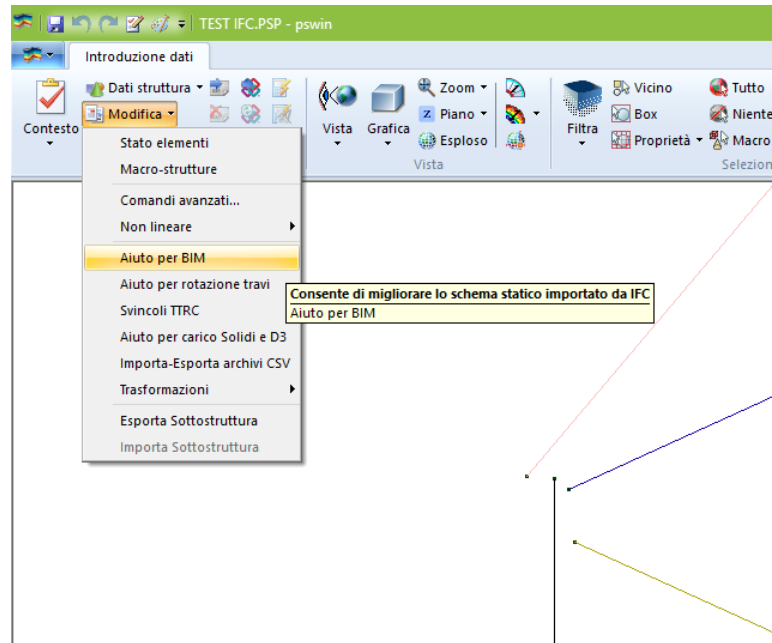 TEST IFC.PSP - pswin
Introduzione dati
Contesto
Dati struttura
Modifica
Vista
Grafica
Zoom
Z Piano
Esploso
Vista
Filtra
Vicino
Box
Proprietà
Tutto
Niente
Macro
Selezion
Stato elementi
Macro-strutture
Comandi avanzati...
Non lineare
Aiuto per BIM
Aiuto per rotazione travi
Svincoli TTRC
Aiuto per carico Solidi e D3
Importa-Esporta archivi CSV
Trasformazioni
Esporta Sottostruttura
Importa Sottostruttura
Consente di migliorare lo schema statico importato da IFC
Aiuto per BIM